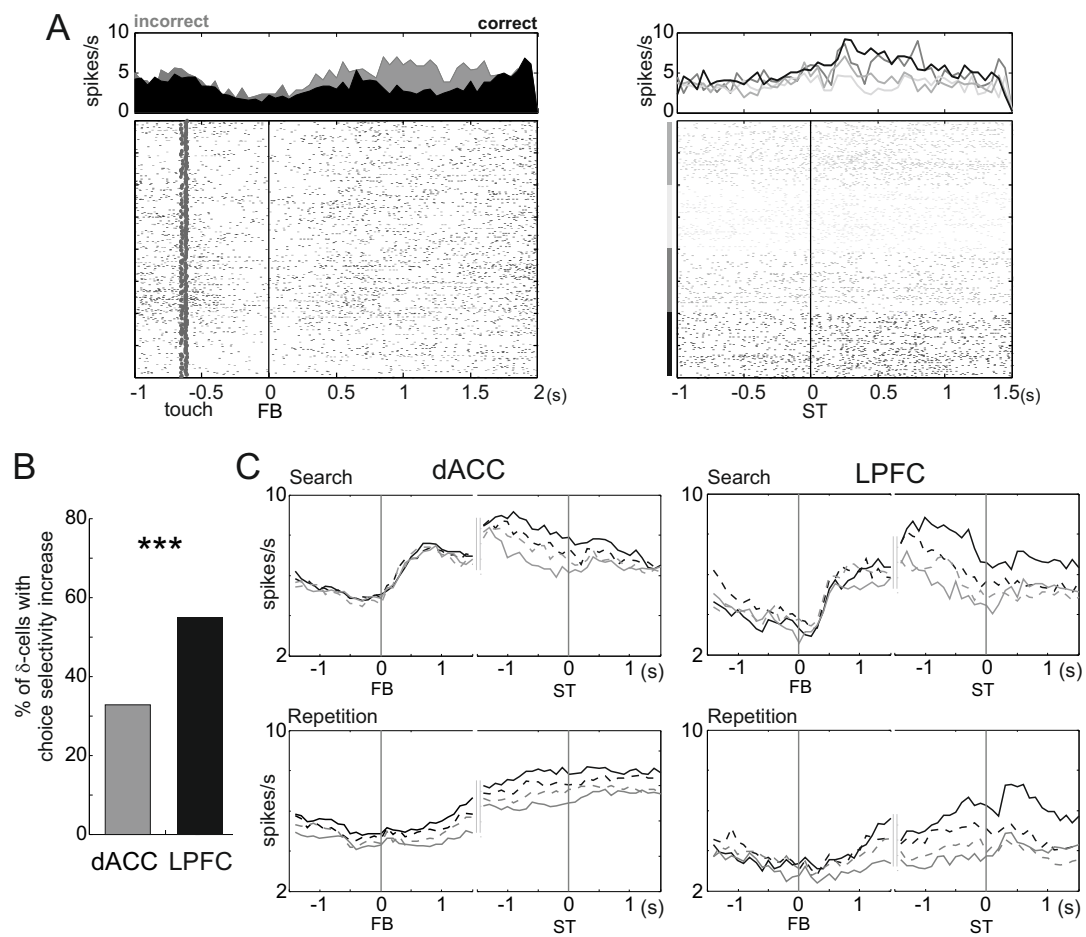 A
incorrect
correct
spikes/s
10
5
0
-1 -0.5 0 0.5 1 1.5 2 (s)
touch FB
spikes/s
10
5
0
-1 -0.5 0 0.5 1 1.5 (s)
ST
B
% of δ-cells with
choice selectivity increase
80
60
40
20
0
***
dACC LPFC
C
dACC
Search
spikes/s
10
2
-1 0 1 -1 0 1 (s)
FB ST
LPFC
Search
10
2
-1 0 1 -1 0 1 (s)
FB ST
Repetition
spikes/s
10
2
-1 0 1 -1 0 1 (s)
FB ST
Repetition
10
2
-1 0 1 -1 0 1 (s)
FB ST